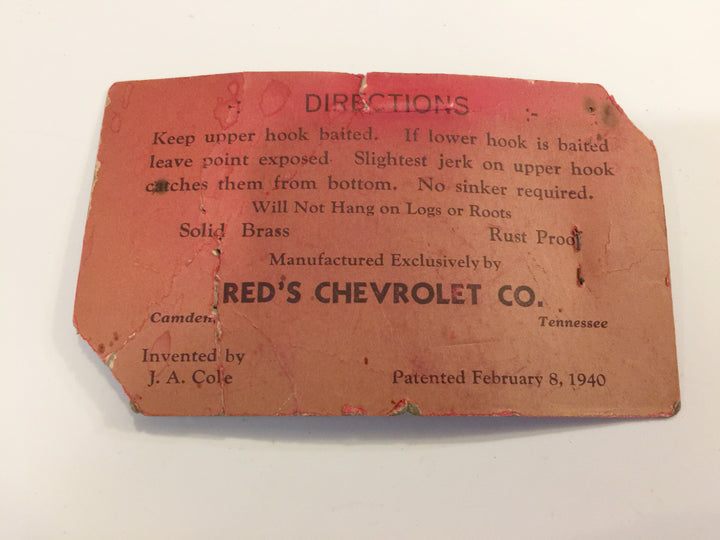 DIRECTIONS
Keep upper hook baited. If lower hook is baited
leave point exposed. Slightest jerk on upper hook
catches them from bottom. No sinker required.
Will Not Hang on Logs or Roots
Solid Brass Rust Proof
Manufactured Exclusively by
RED'S CHEVROLET CO.
Camden, Tennessee
Invented by
J. A. Cole Patented February 8, 1940